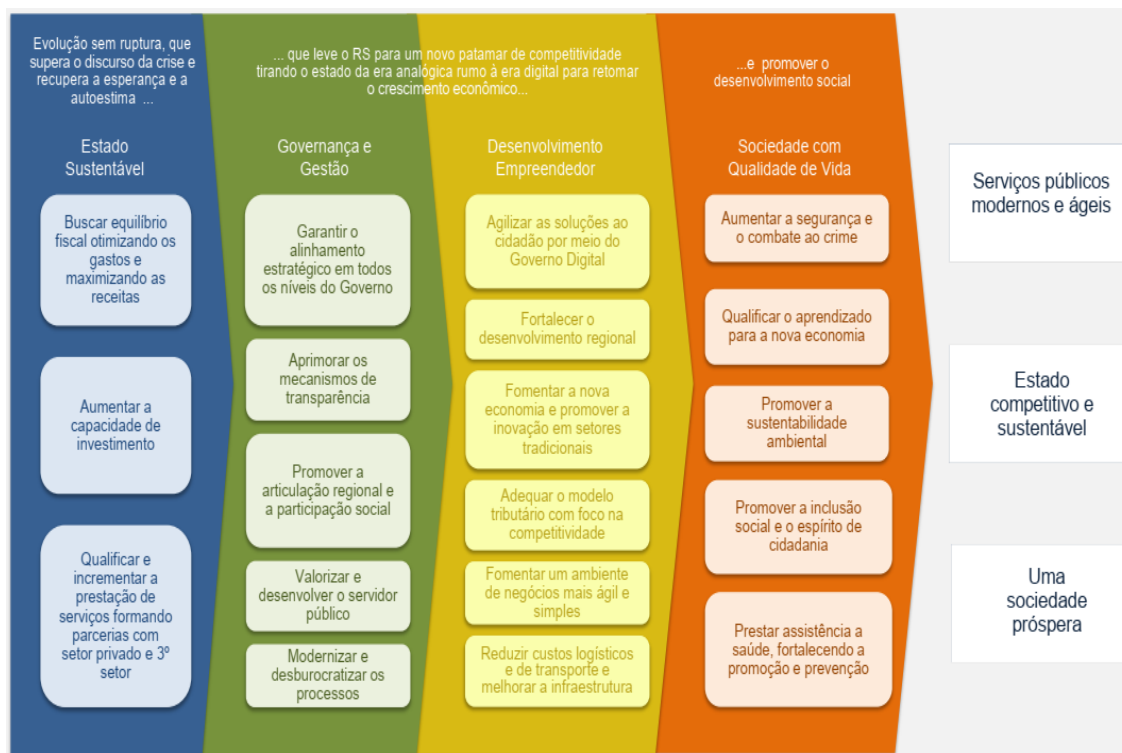 Evolução sem ruptura, que
supera o discurso da crise e
recupera a esperança e a
autoestima ...
... que leve o RS para um novo patamar de competitividade
tirando o estado da era analógica rumo à era digital para retomar
o crescimento econômico...
...e promover o
desenvolvimento social
Estado
Sustentável
Buscar equilíbrio
fiscal otimizando os
gastos e
maximizando as
receitas
Aumentar a
capacidade de
investimento
Qualificar e
incrementar a
prestação de
serviços formando
parcerias com
setor privado e 3º
setor
Governança e
Gestão
Garantir o
alinhamento
estratégico em todos
os níveis do Governo
Aprimorar os
mecanismos de
transparência
Promover a
articulação regional e
a participação social
Valorizar e
desenvolver o servidor
público
Modernizar e
desburocratizar os
processos
Desenvolvimento
Empreendedor
Agilizar as soluções ao
cidadão por meio do
Governo Digital
Fortalecer o
desenvolvimento regional
Fomentar a nova
economia e promover a
inovação em setores
tradicionais
Adequar o modelo
tributário com foco na
competitividade
Fomentar um ambiente
de negócios mais ágil e
simples
Reduzir custos logísticos
e de transporte e
melhorar a infraestrutura
Sociedade com
Qualidade de Vida
Aumentar a segurança e
o combate ao crime
Qualificar o aprendizado
para a nova economia
Promover a
sustentabilidade
ambiental
Promover a inclusão
social e o espírito de
cidadania
Prestar assistência a
saúde, fortalecendo a
promoção e prevenção
Serviços públicos
modernos e ágeis
Estado
competitivo e
sustentável
Uma
sociedade
próspera